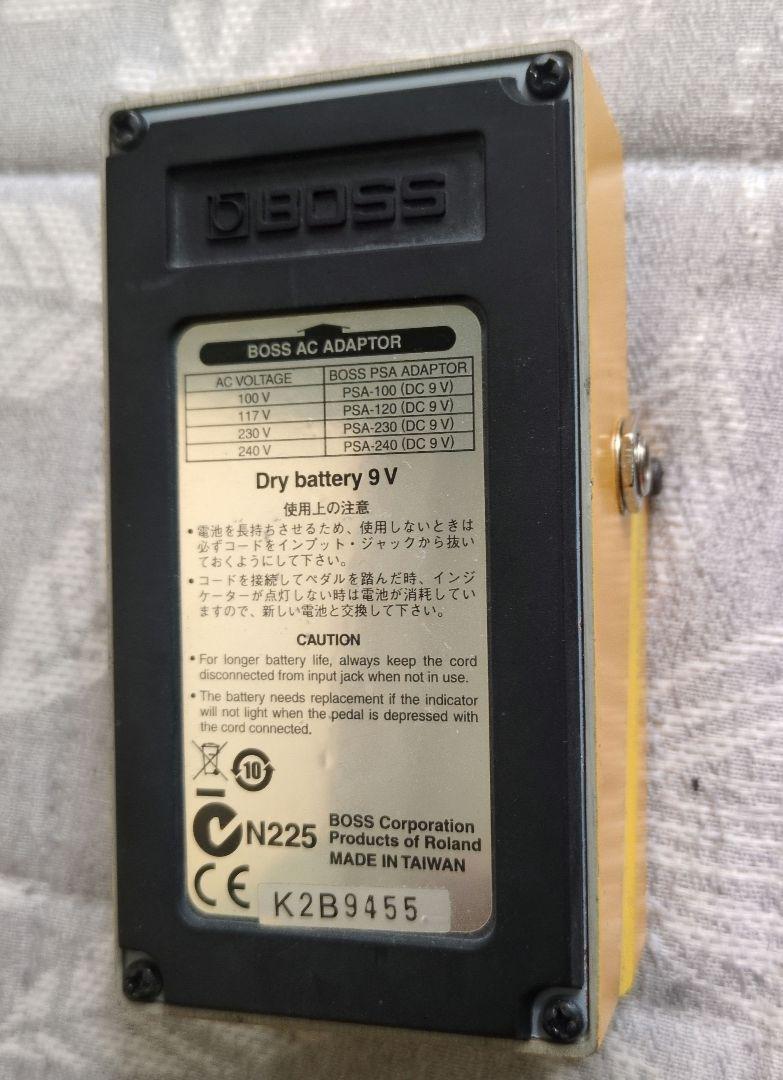 BOSS
BOSS AC ADAPTOR
AC VOLTAGE BOSS PSA ADAPTOR
100 V PSA-100 (DC 9 V)
117 V PSA-120 (DC 9 V)
230 V PSA-230 (DC 9 V)
240 V PSA-240 (DC 9 V)
Dry battery 9 V
使用上の注意
• 電池を長持ちさせるため、使用しないときは
必ずコードをインプット・ジャックから抜い
ておくようにして下さい。
• コードを接続してペダルを踏んだ時、インジ
ケーターが点灯しない時は電池が消耗してい
ますので、新しい電池と交換して下さい。
CAUTION
• For longer battery life, always keep the cord
disconnected from input jack when not in use.
• The battery needs replacement if the indicator
will not light when the pedal is depressed with
the cord connected.
10
N225
BOSS Corporation
Products of Roland
MADE IN TAIWAN
CE
K2B9455